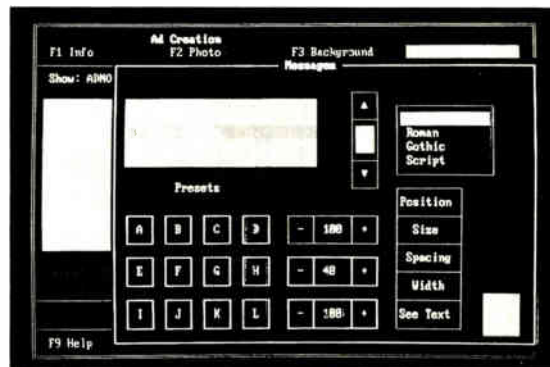 Ad Creation
F1 Info F2 Photo F3 Background
Messages
Show: ADMO
Roman
Gothic
Script
Presets
Position
A B C D - 100 + Size
Spacing
E F G H - 40 + Width
I J K L - 100 + See Text
F9 Help